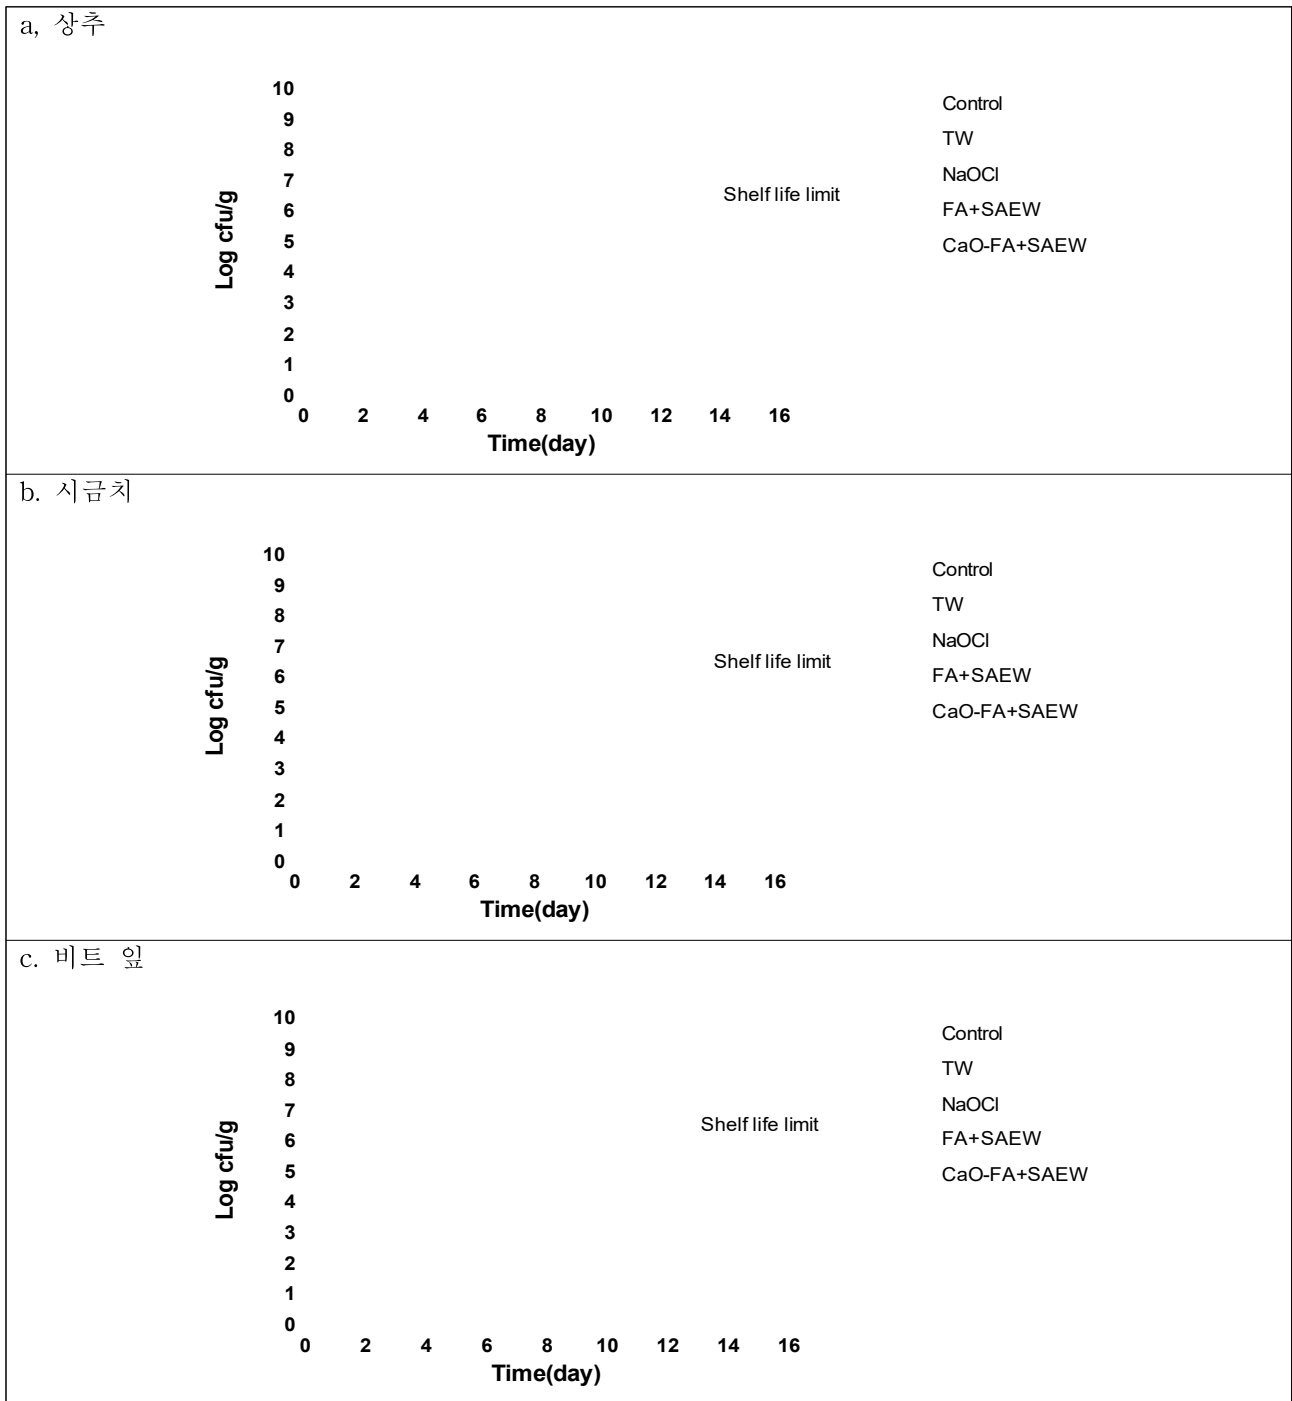 a, 상추
10
9
8
7
6
5
4
3
2
1
0
Log cfu/g
0 2 4 6 8 10 12 14 16
Time(day)
Shelf life limit
Control
TW
NaOCl
FA+SAEW
CaO-FA+SAEW
b. 시금치
10
9
8
7
6
5
4
3
2
1
0
Log cfu/g
0 2 4 6 8 10 12 14 16
Time(day)
Shelf life limit
Control
TW
NaOCl
FA+SAEW
CaO-FA+SAEW
c. 비트 잎
10
9
8
7
6
5
4
3
2
1
0
Log cfu/g
0 2 4 6 8 10 12 14 16
Time(day)
Shelf life limit
Control
TW
NaOCl
FA+SAEW
CaO-FA+SAEW